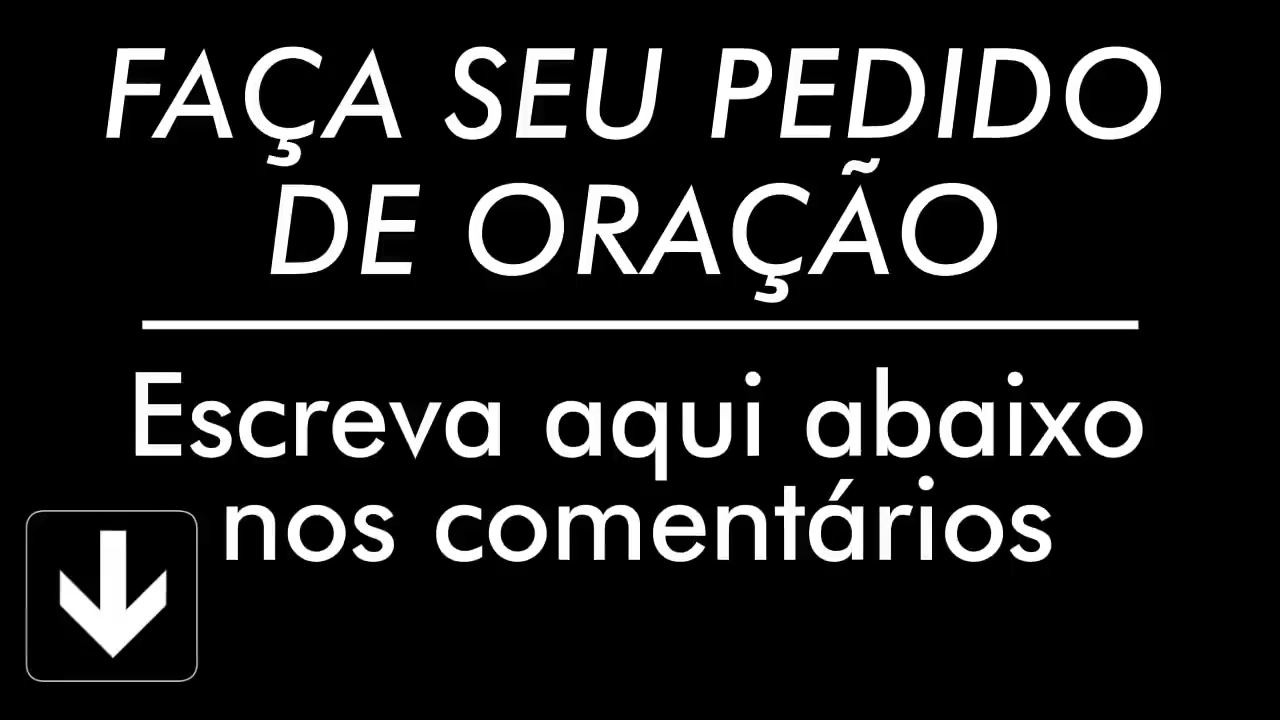 FAÇA SEU PEDIDO
DE ORAÇÃO
Escreva aqui abaixo
nos comentários